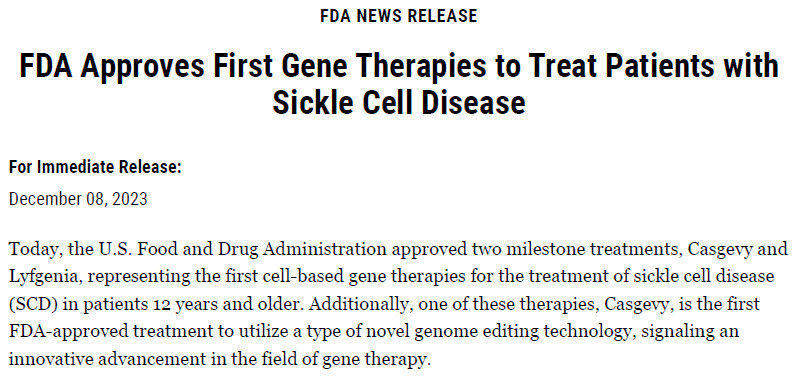 FDA NEWS RELEASE
FDA Approves First Gene Therapies to Treat Patients with
Sickle Cell Disease
For Immediate Release:
December 08, 2023
Today, the U.S. Food and Drug Administration approved two milestone treatments, Casgevy and
Lyfgenia, representing the first cell-based gene therapies for the treatment of sickle cell disease
(SCD) in patients 12 years and older. Additionally, one of these therapies, Casgevy, is the first
FDA-approved treatment to utilize a type of novel genome editing technology, signaling an
innovative advancement in the field of gene therapy.